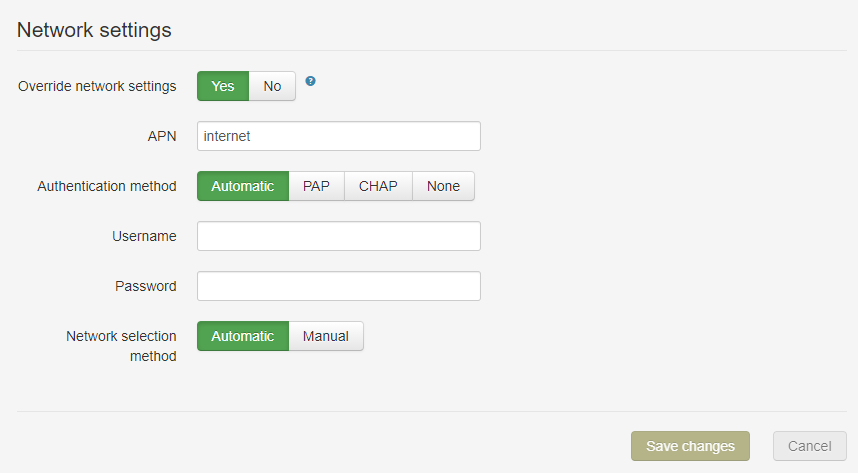 Network settings
Override network settings Yes No ?
APN internet
Authentication method Automatic PAP CHAP None
Username
Password
Network selection Automatic Manual
method
Save changes Cancel